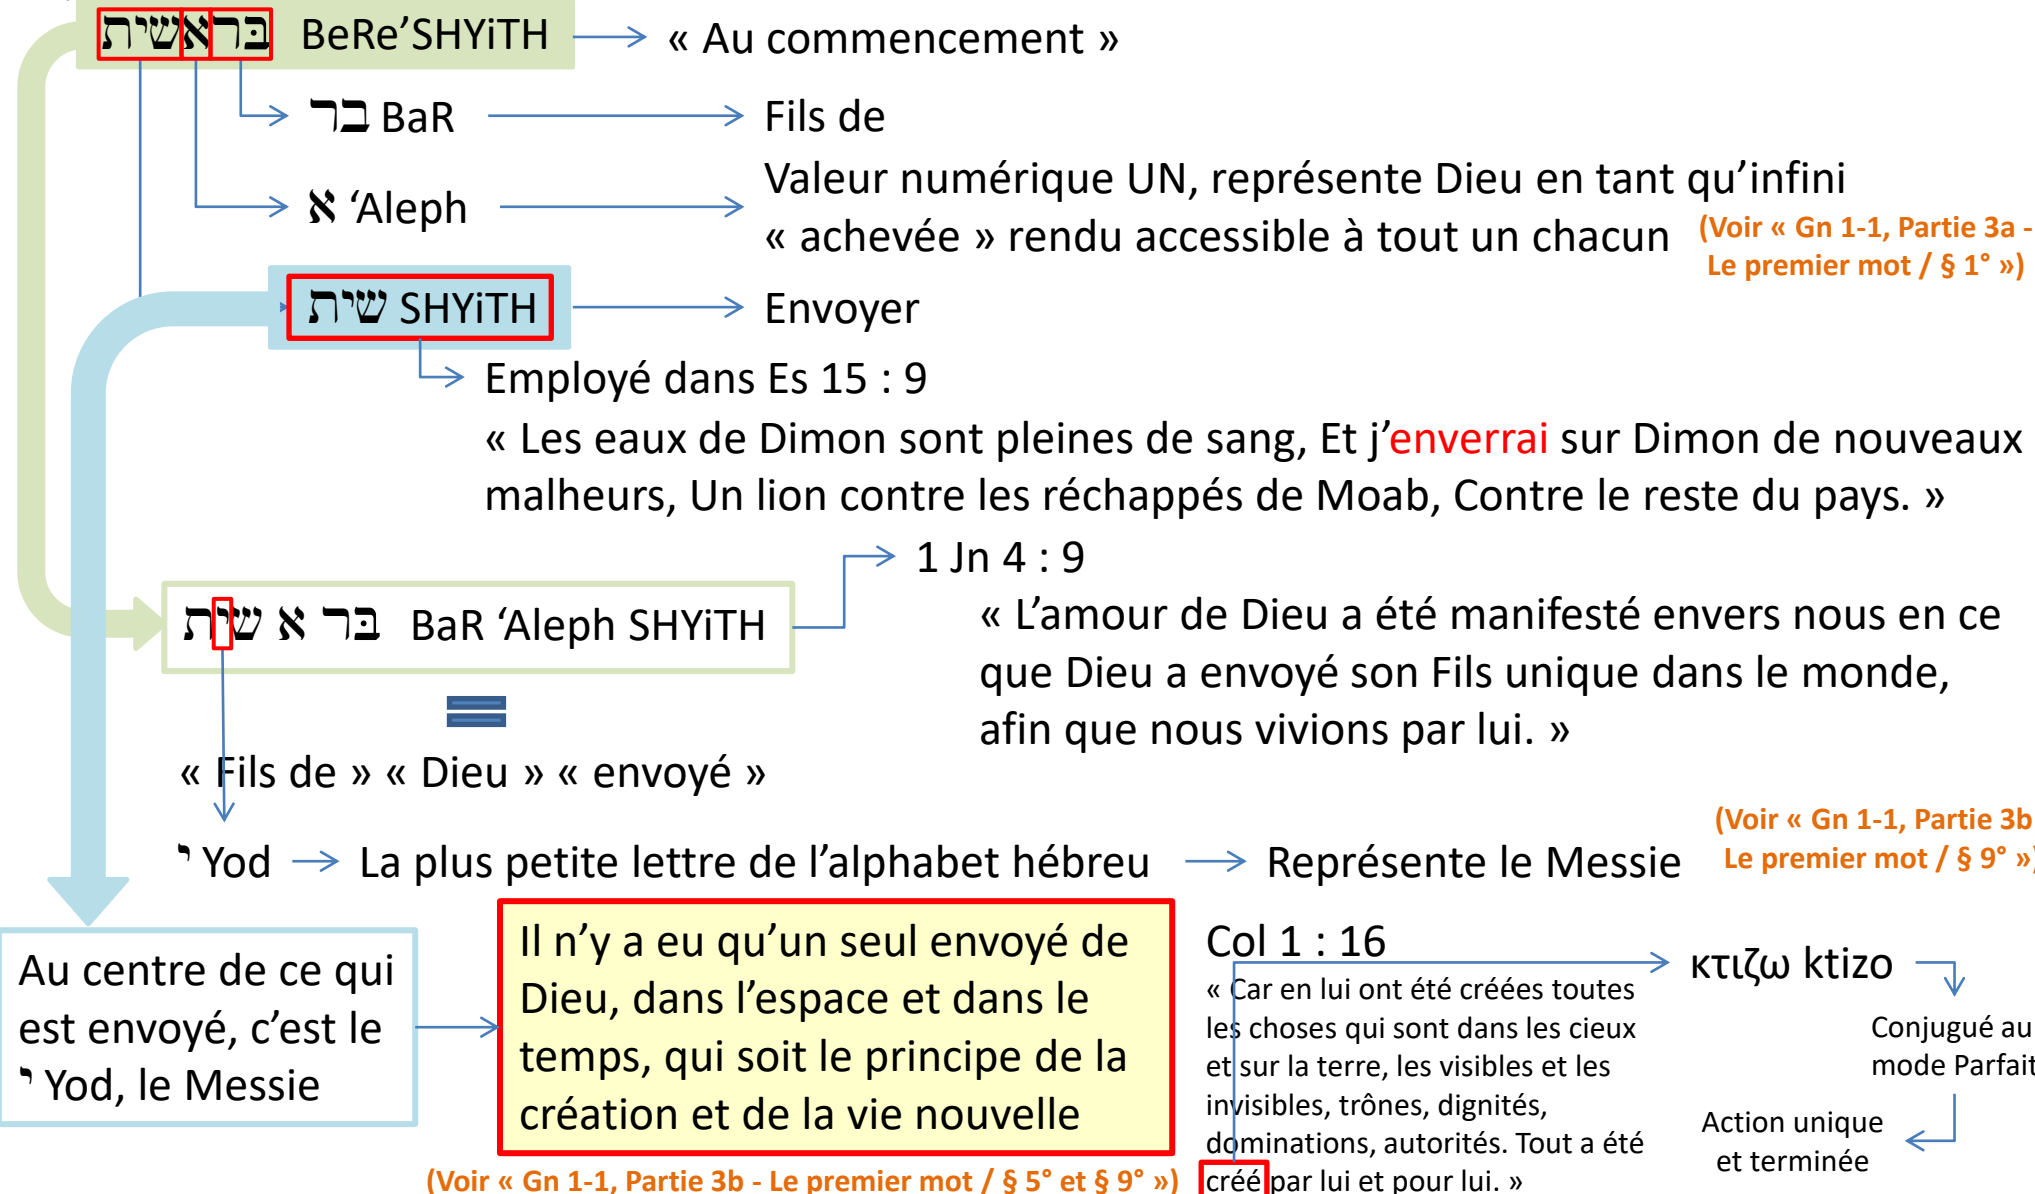 בּראשית BeRe’SHYiTH « Au commencement »
בר BaR Fils de
א ‘Aleph Valeur numérique UN, représente Dieu en tant qu’infini
« achevée » rendu accessible à tout un chacun
(Voir « Gn 1-1, Partie 3a -
Le premier mot / § 1° »)
שית SHYiTH Envoyer
Employé dans Es 15 : 9
« Les eaux de Dimon sont pleines de sang, Et j’enverrai sur Dimon de nouveaux
malheurs, Un lion contre les réchappés de Moab, Contre le reste du pays. »
בּר א שית BaR ‘Aleph SHYiTH
« Fils de » « Dieu » « envoyé »
1 Jn 4 : 9
« L’amour de Dieu a été manifesté envers nous en ce
que Dieu a envoyé son Fils unique dans le monde,
afin que nous vivions par lui. »
י Yod La plus petite lettre de l’alphabet hébreu Représente le Messie
(Voir « Gn 1-1, Partie 3b
Le premier mot / § 9° »)
Au centre de ce qui
est envoyé, c’est le
י Yod, le Messie
Il n’y a eu qu’un seul envoyé de
Dieu, dans l’espace et dans le
temps, qui soit le principe de la
création et de la vie nouvelle
(Voir « Gn 1-1, Partie 3b - Le premier mot / § 5° et § 9° »)
Col 1 : 16
« Car en lui ont été créées toutes
les choses qui sont dans les cieux
et sur la terre, les visibles et les
invisibles, trônes, dignités,
dominations, autorités. Tout a été
créé par lui et pour lui. »
κτιζω ktizo
Conjugué au
mode Parfait
Action unique
et terminée